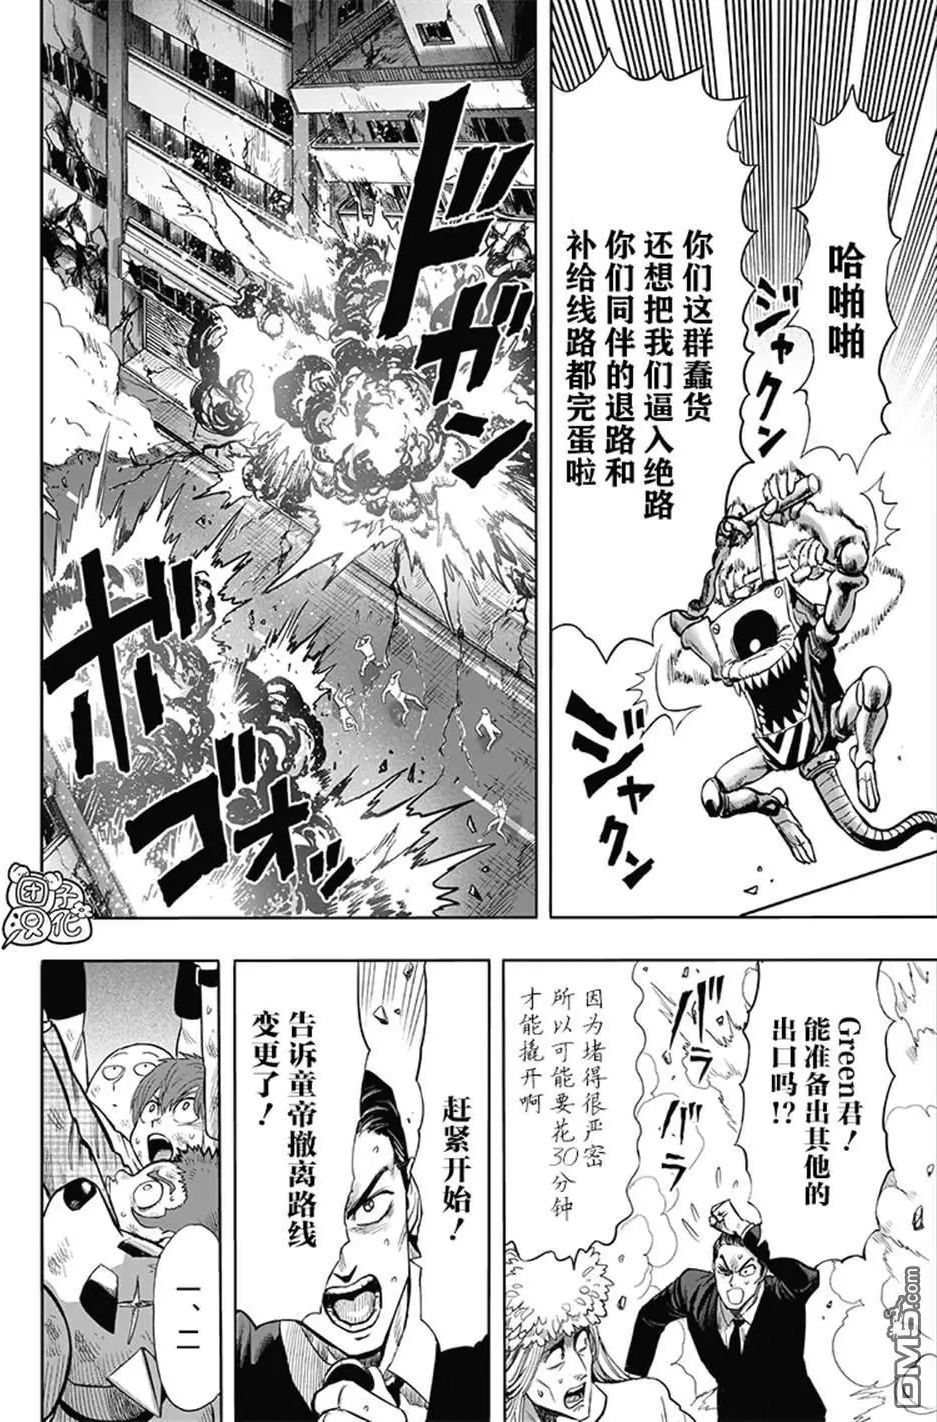 哈啪啪
你们这群蠢货
还想把我们逼入绝路
你们同伴的退路和
补给线路都完蛋啦
ジャクン
ジャクン
ドガン
ボゴオッ
Green君！
能准备出其他的
出口吗!?
因为堵得很严密
所以可能要花30分钟
才能撬开啊
ガラ
ガラ
赶紧开始！
告诉童帝撤离路线
变更了！
一、二
团子汉化
OMS.com